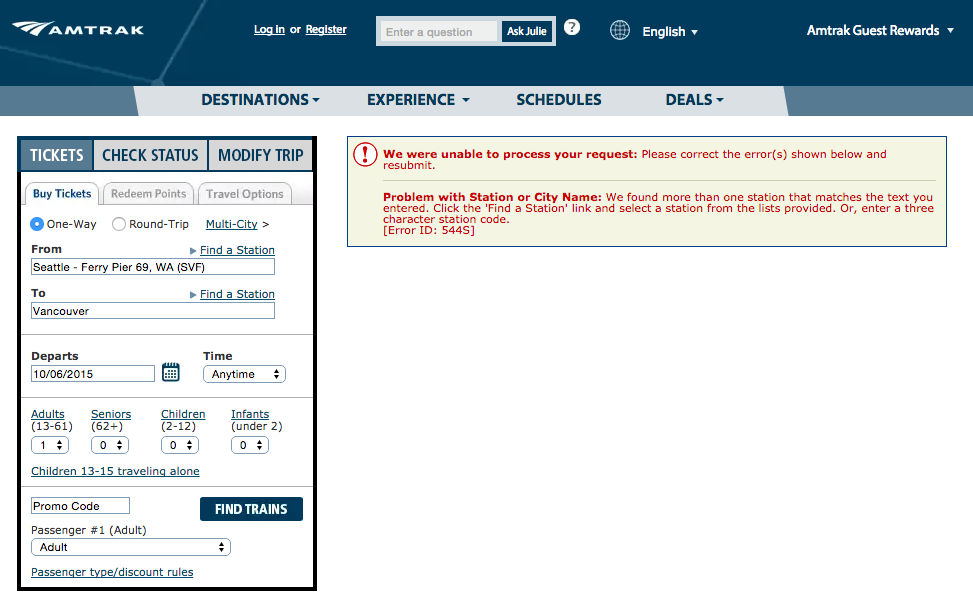 AMTRAK
Log In or Register
Enter a question
Ask Julie
?
English
Amtrak Guest Rewards
DESTINATIONS
EXPERIENCE
SCHEDULES
DEALS
TICKETS
CHECK STATUS
MODIFY TRIP
Buy Tickets
Redeem Points
Travel Options
One-Way
Round-Trip
Multi-City >
From
Find a Station
Seattle - Ferry Pier 69, WA (SVF)
To
Find a Station
Vancouver
Departs
Time
10/06/2015
Anytime
Adults
Seniors
Children
Infants
(13-61)
(62+)
(2-12)
(under 2)
1
0
0
0
Children 13-15 traveling alone
Promo Code
FIND TRAINS
Passenger #1 (Adult)
Adult
Passenger type/discount rules
!
We were unable to process your request: Please correct the error(s) shown below and
resubmit.
Problem with Station or City Name: We found more than one station that matches the text you
entered. Click the 'Find a Station' link and select a station from the lists provided. Or, enter a three
character station code.
[Error ID: 544S]